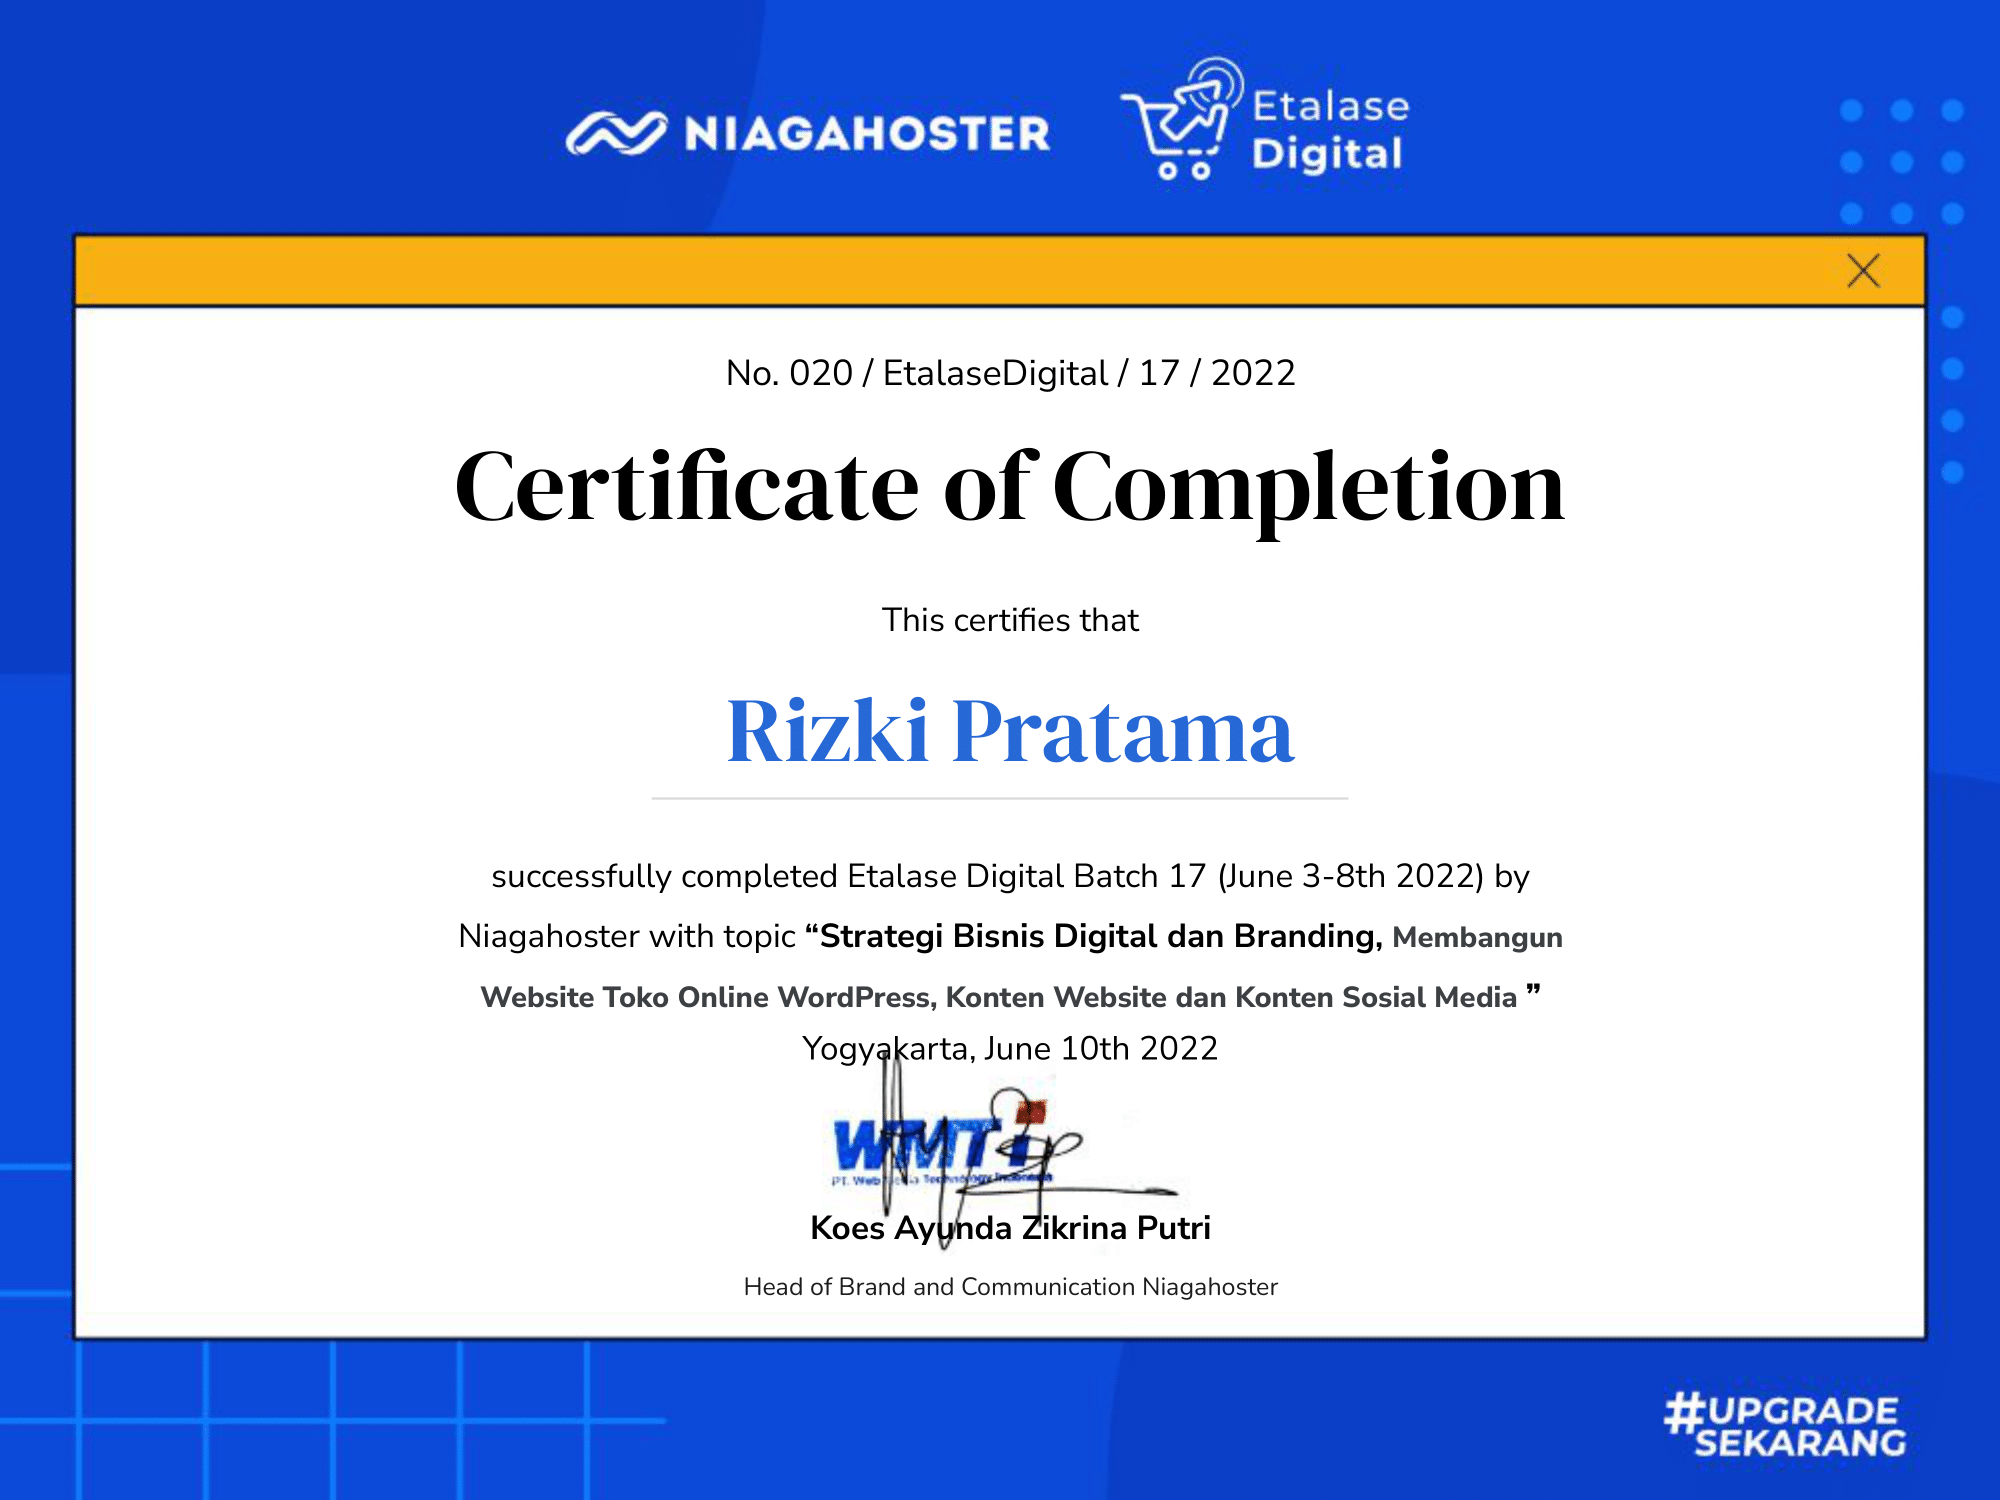 NIAGAHOSTER
Etalase
Digital
No. 020 / EtalaseDigital / 17 / 2022
Certificate of Completion
This certifies that
Rizki Pratama
successfully completed Etalase Digital Batch 17 (June 3-8th 2022) by
Niagahoster with topic “Strategi Bisnis Digital dan Branding, Membangun
Website Toko Online WordPress, Konten Website dan Konten Sosial Media ”
Yogyakarta, June 10th 2022
WMTi
PT. Web Media Technology Indonesia
Koes Ayunda Zikrina Putri
Head of Brand and Communication Niagahoster
#UPGRADE
SEKARANG